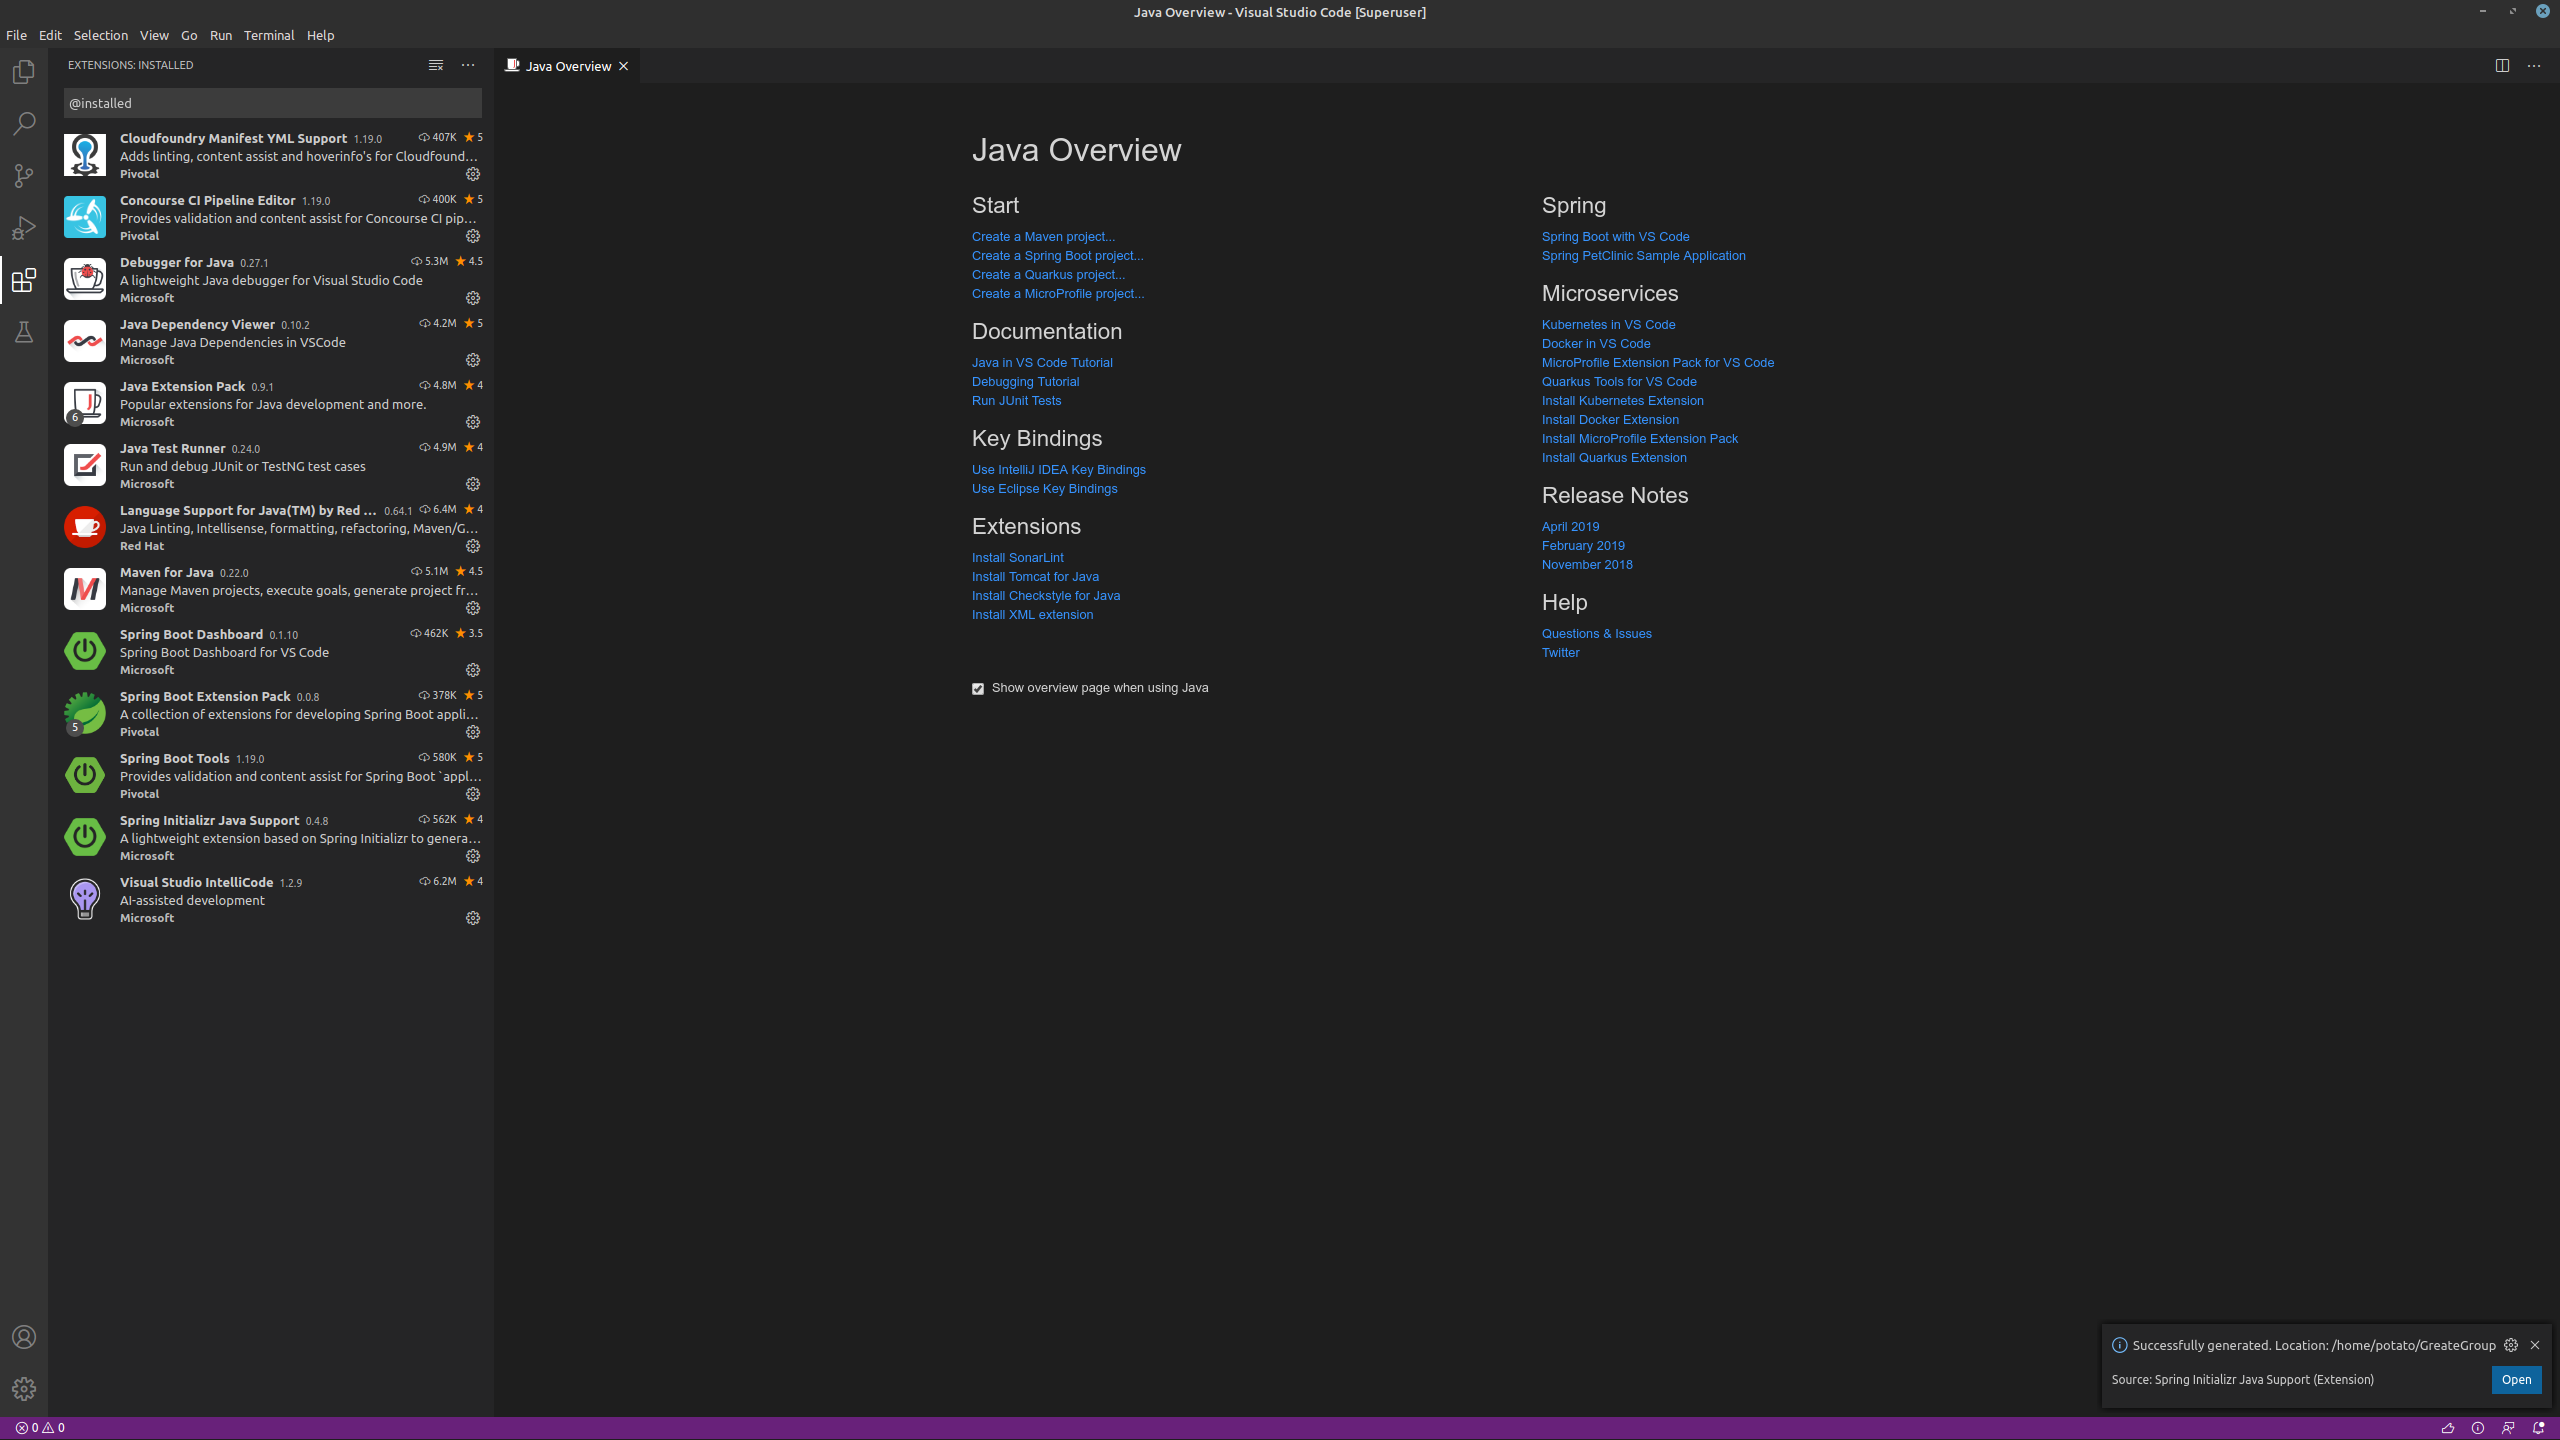 Java Overview - Visual Studio Code [Superuser]
File Edit Selection View Go Run Terminal Help
EXTENSIONS: INSTALLED
@installed
Cloudfoundry Manifest YML Support 1.19.0 407K ★ 5
Adds linting, content assist and hoverinfo's for Cloudfound…
Pivotal
Concourse CI Pipeline Editor 1.19.0 400K ★ 5
Provides validation and content assist for Concourse CI pip…
Pivotal
Debugger for Java 0.27.1 5.3M ★ 4.5
A lightweight Java debugger for Visual Studio Code
Microsoft
Java Dependency Viewer 0.10.2 4.2M ★ 5
Manage Java Dependencies in VSCode
Microsoft
Java Extension Pack 0.9.1 4.8M ★ 4
Popular extensions for Java development and more.
6
Microsoft
Java Test Runner 0.24.0 4.9M ★ 4
Run and debug JUnit or TestNG test cases
Microsoft
Language Support for Java(TM) by Red … 0.64.1 6.4M ★ 4
Java Linting, Intellisense, formatting, refactoring, Maven/G…
Red Hat
Maven for Java 0.22.0 5.1M ★ 4.5
Manage Maven projects, execute goals, generate project fr…
Microsoft
Spring Boot Dashboard 0.1.10 462K ★ 3.5
Spring Boot Dashboard for VS Code
Microsoft
Spring Boot Extension Pack 0.0.8 378K ★ 5
A collection of extensions for developing Spring Boot appli…
5
Pivotal
Spring Boot Tools 1.19.0 580K ★ 5
Provides validation and content assist for Spring Boot `appl…
Pivotal
Spring Initializr Java Support 0.4.8 562K ★ 4
A lightweight extension based on Spring Initializr to genera…
Microsoft
Visual Studio IntelliCode 1.2.9 6.2M ★ 4
AI-assisted development
Microsoft
Java Overview
Java Overview
Start
Create a Maven project...
Create a Spring Boot project...
Create a Quarkus project...
Create a MicroProfile project...
Documentation
Java in VS Code Tutorial
Debugging Tutorial
Run JUnit Tests
Key Bindings
Use IntelliJ IDEA Key Bindings
Use Eclipse Key Bindings
Extensions
Install SonarLint
Install Tomcat for Java
Install Checkstyle for Java
Install XML extension
Show overview page when using Java
Spring
Spring Boot with VS Code
Spring PetClinic Sample Application
Microservices
Kubernetes in VS Code
Docker in VS Code
MicroProfile Extension Pack for VS Code
Quarkus Tools for VS Code
Install Kubernetes Extension
Install Docker Extension
Install MicroProfile Extension Pack
Install Quarkus Extension
Release Notes
April 2019
February 2019
November 2018
Help
Questions & Issues
Twitter
Successfully generated. Location: /home/potato/GreateGroup
Source: Spring Initializr Java Support (Extension) Open
0 0